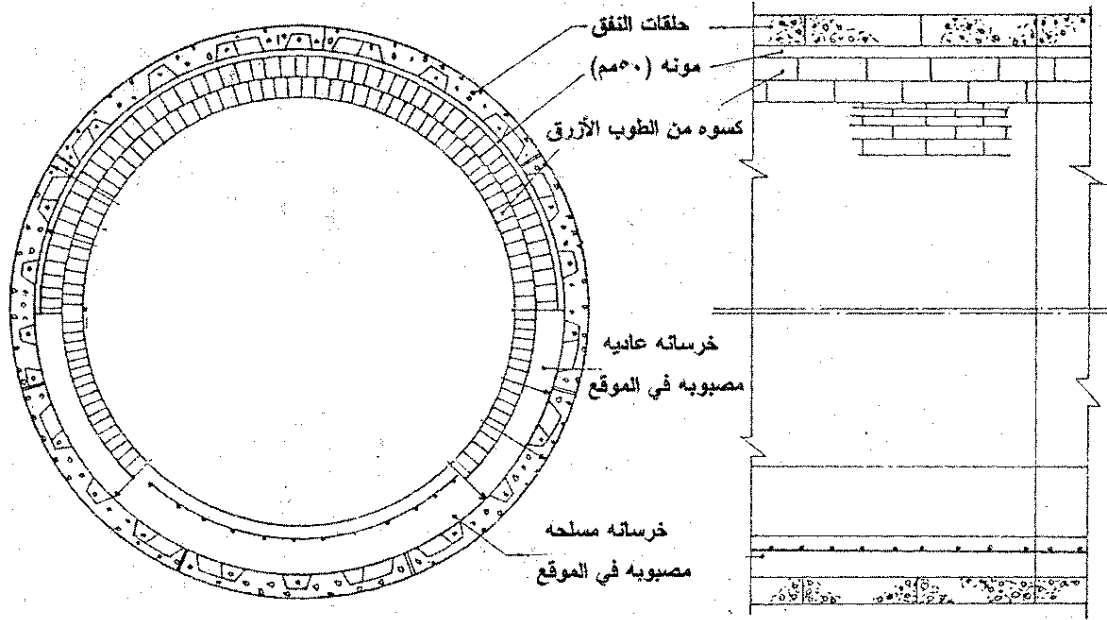 حلقات النفق
مونه (٥٠مم)
كسوه من الطوب الأزرق
خرسانه عاديه
مصبوبه في الموقع
خرسانه مسلحه
مصبوبه في الموقع